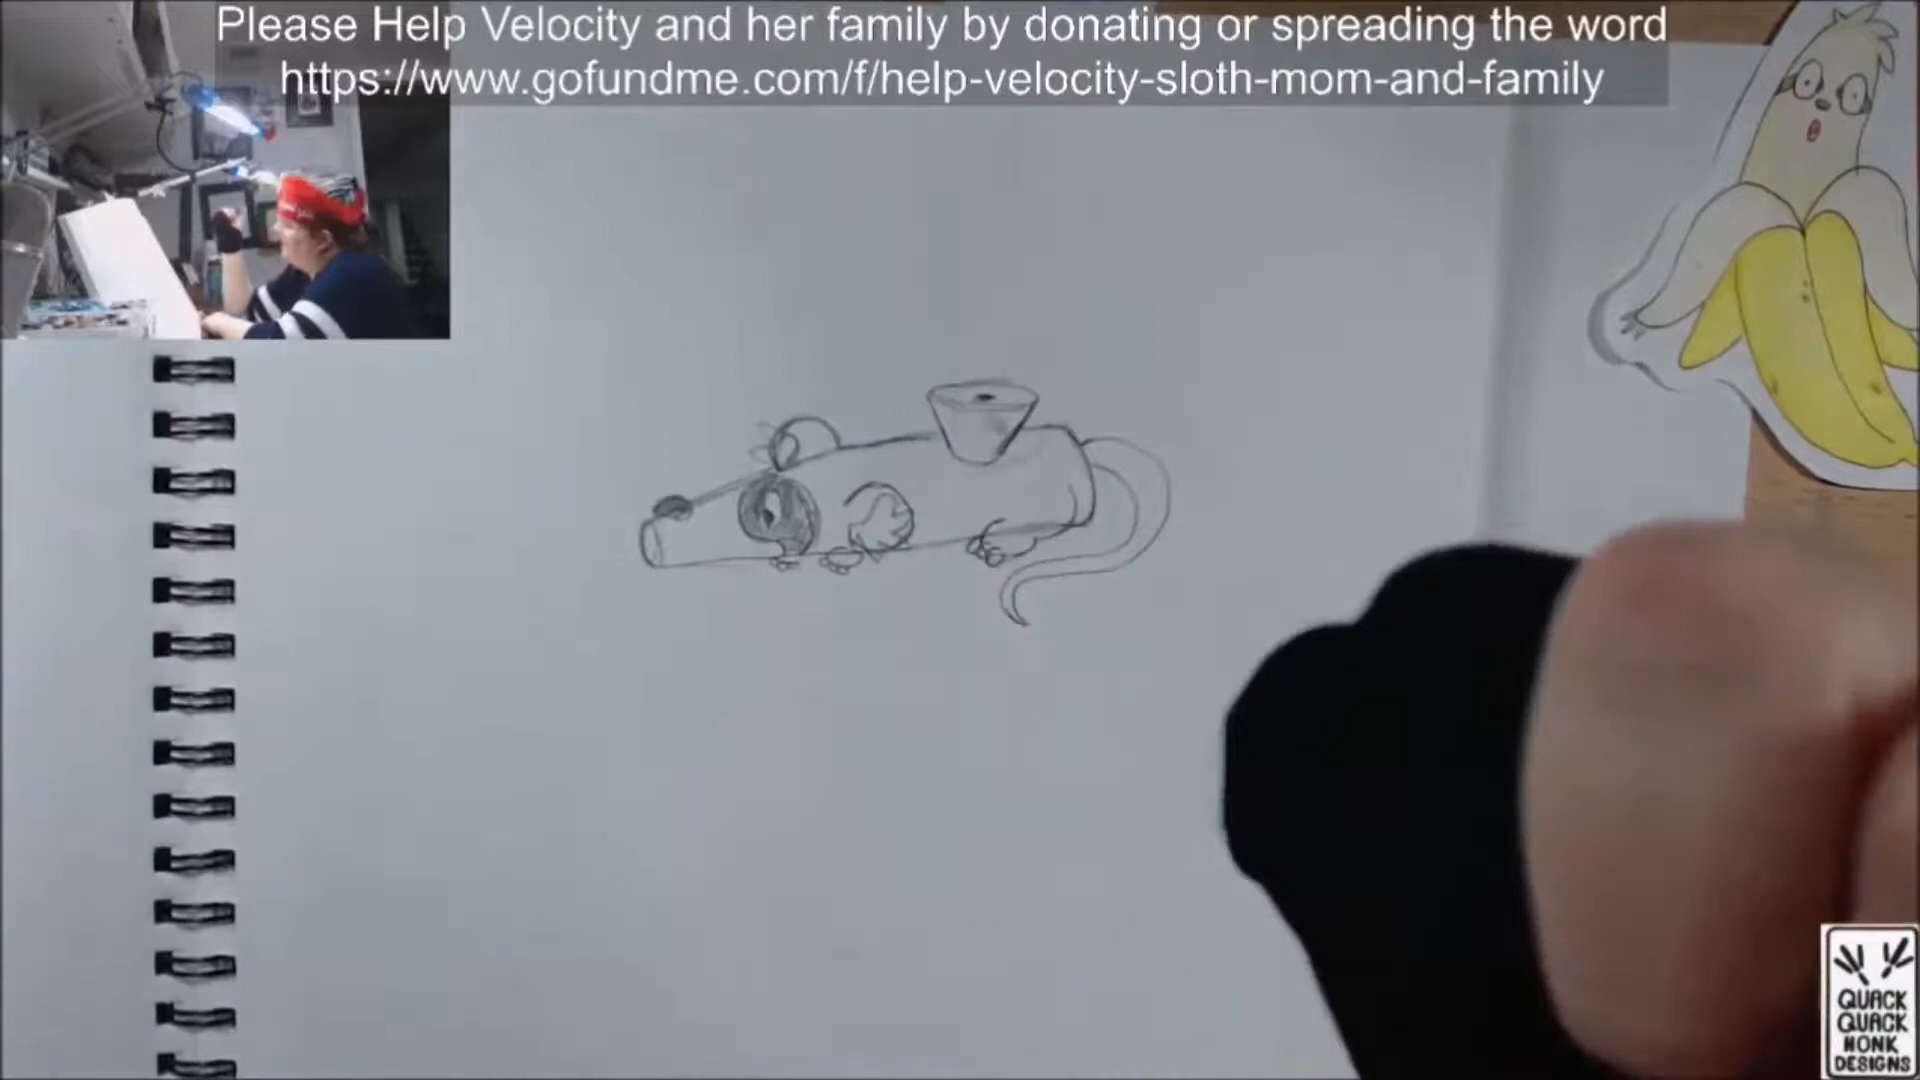 Please Help Velocity and her family by donating or spreading the word
https://www.gofundme.com/f/help-velocity-sloth-mom-and-family
QUACK
QUACK
HONK
DESIGNS